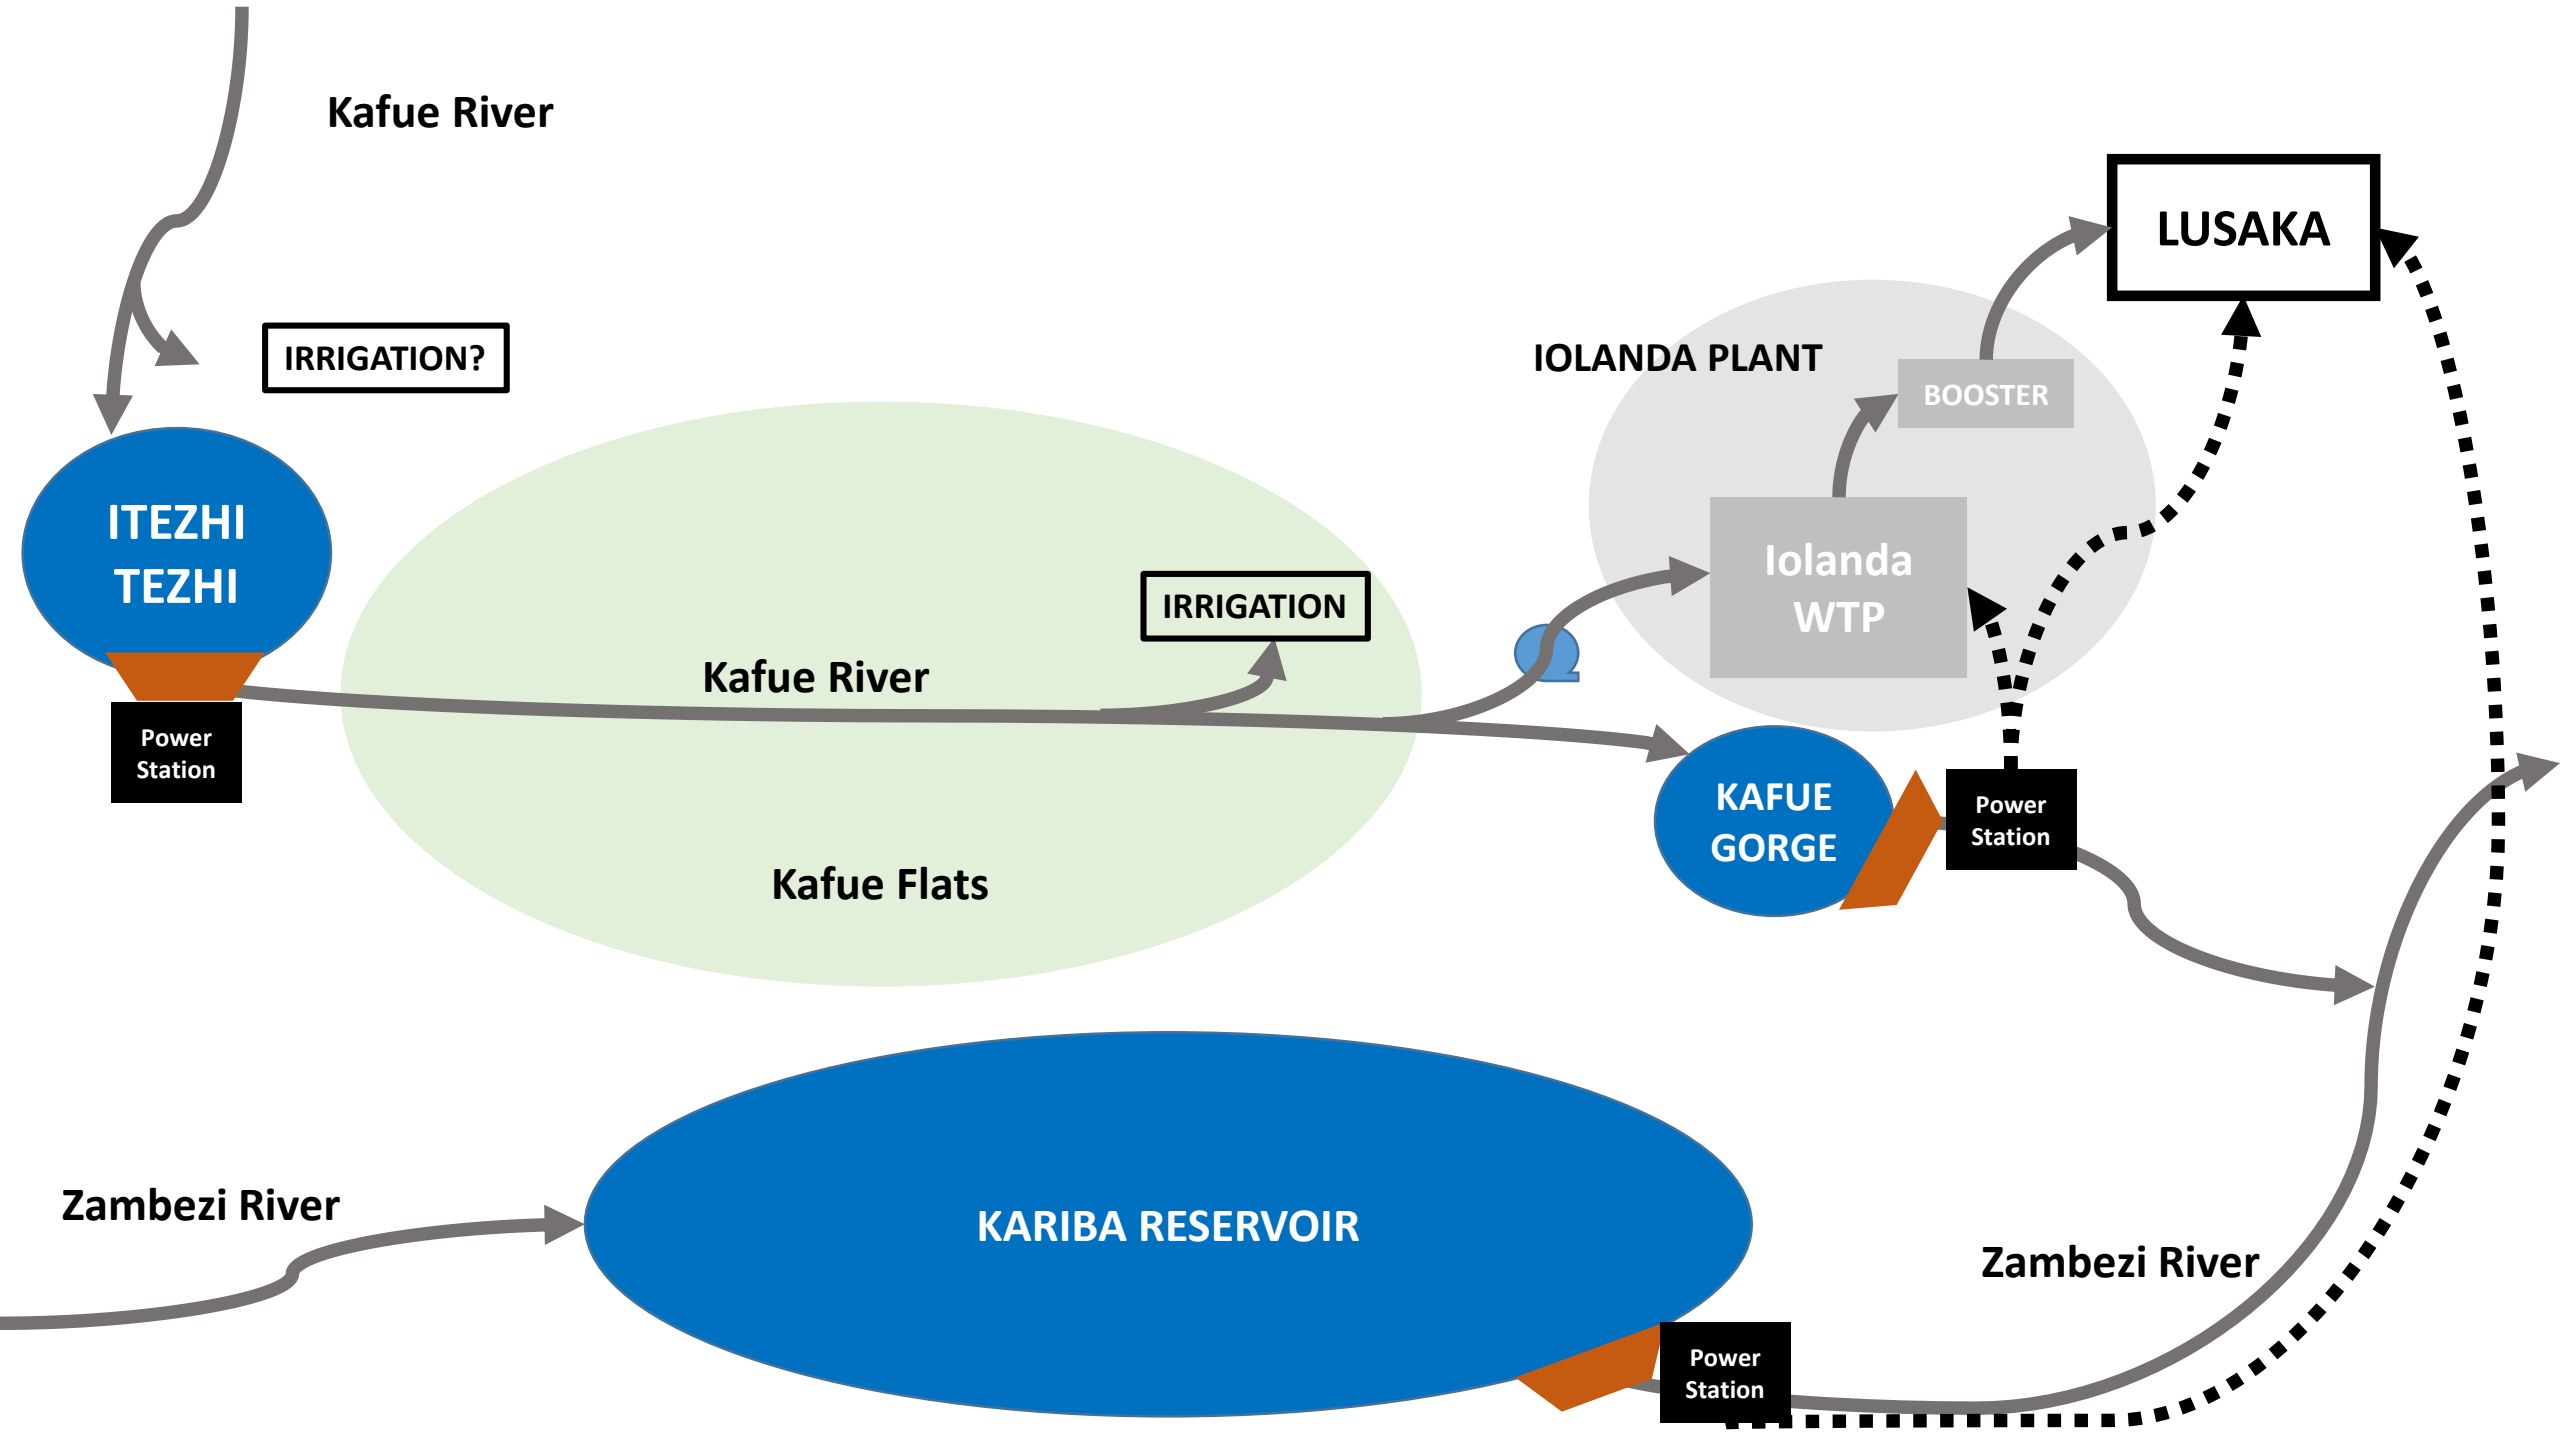 Kafue River
LUSAKA
IRRIGATION?
IOLANDA PLANT
BOOSTER
ITEZHI
TEZHI
Iolanda
WTP
IRRIGATION
Kafue River
Power
Station
KAFUE
GORGE
Power
Station
Kafue Flats
Zambezi River
KARIBA RESERVOIR
Zambezi River
Power
Station